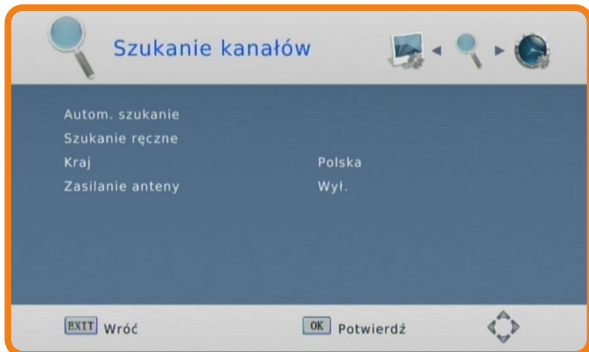 Szukanie kanałów
Autom. szukanie
Szukanie ręczne
Kraj Polska
Zasilanie anteny Wył.
EXIT Wróć OK Potwierdź